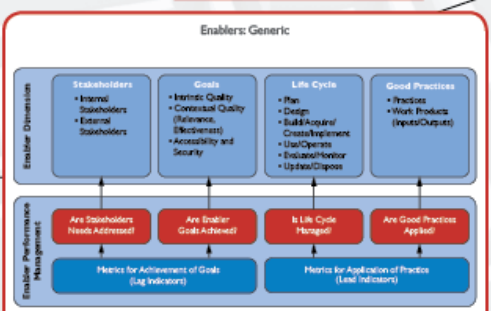 Enablers: Generic
Enabler Dimension
Stakeholders
• Internal
Stakeholders
• External
Stakeholders
Goals
• Intrinsic Quality
• Contextual Quality
(Relevance,
Effectiveness)
• Accessibility and
Security
Life Cycle
• Plan
• Design
• Build/Acquire/
Create/Implement
• Use/Operate
• Evaluate/Monitor
• Update/Dispose
Good Practices
• Practices
• Work Products
(Inputs/Outputs)
Enabler Performance
Management
Are Stakeholders
Needs Addressed?
Are Enabler
Goals Achieved?
Is Life Cycle
Managed?
Are Good Practices
Applied?
Metrics for Achievement of Goals
(Lag Indicators)
Metrics for Application of Practice
(Lead Indicators)